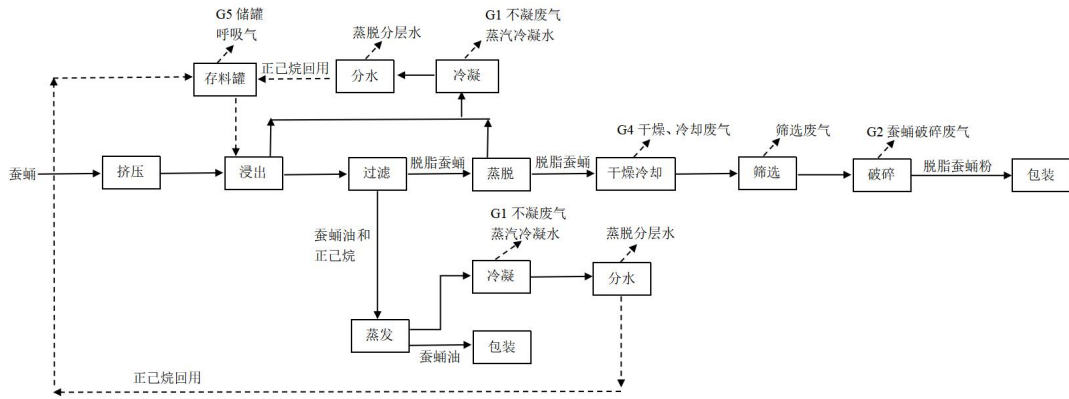 G5 储罐
呼吸气
蒸脱分层水
G1 不凝废气
蒸汽冷凝水
存料罐
正己烷回用
分水
冷凝
G4 干燥、冷却废气
筛选废气
G2 蚕蛹破碎废气
蚕蛹
挤压
浸出
过滤
脱脂蚕蛹
蒸脱
脱脂蚕蛹
干燥冷却
筛选
破碎
脱脂蚕蛹粉
包装
蚕蛹油和
正己烷
G1 不凝废气
蒸汽冷凝水
蒸脱分层水
冷凝
分水
蒸发
蚕蛹油
包装
正己烷回用